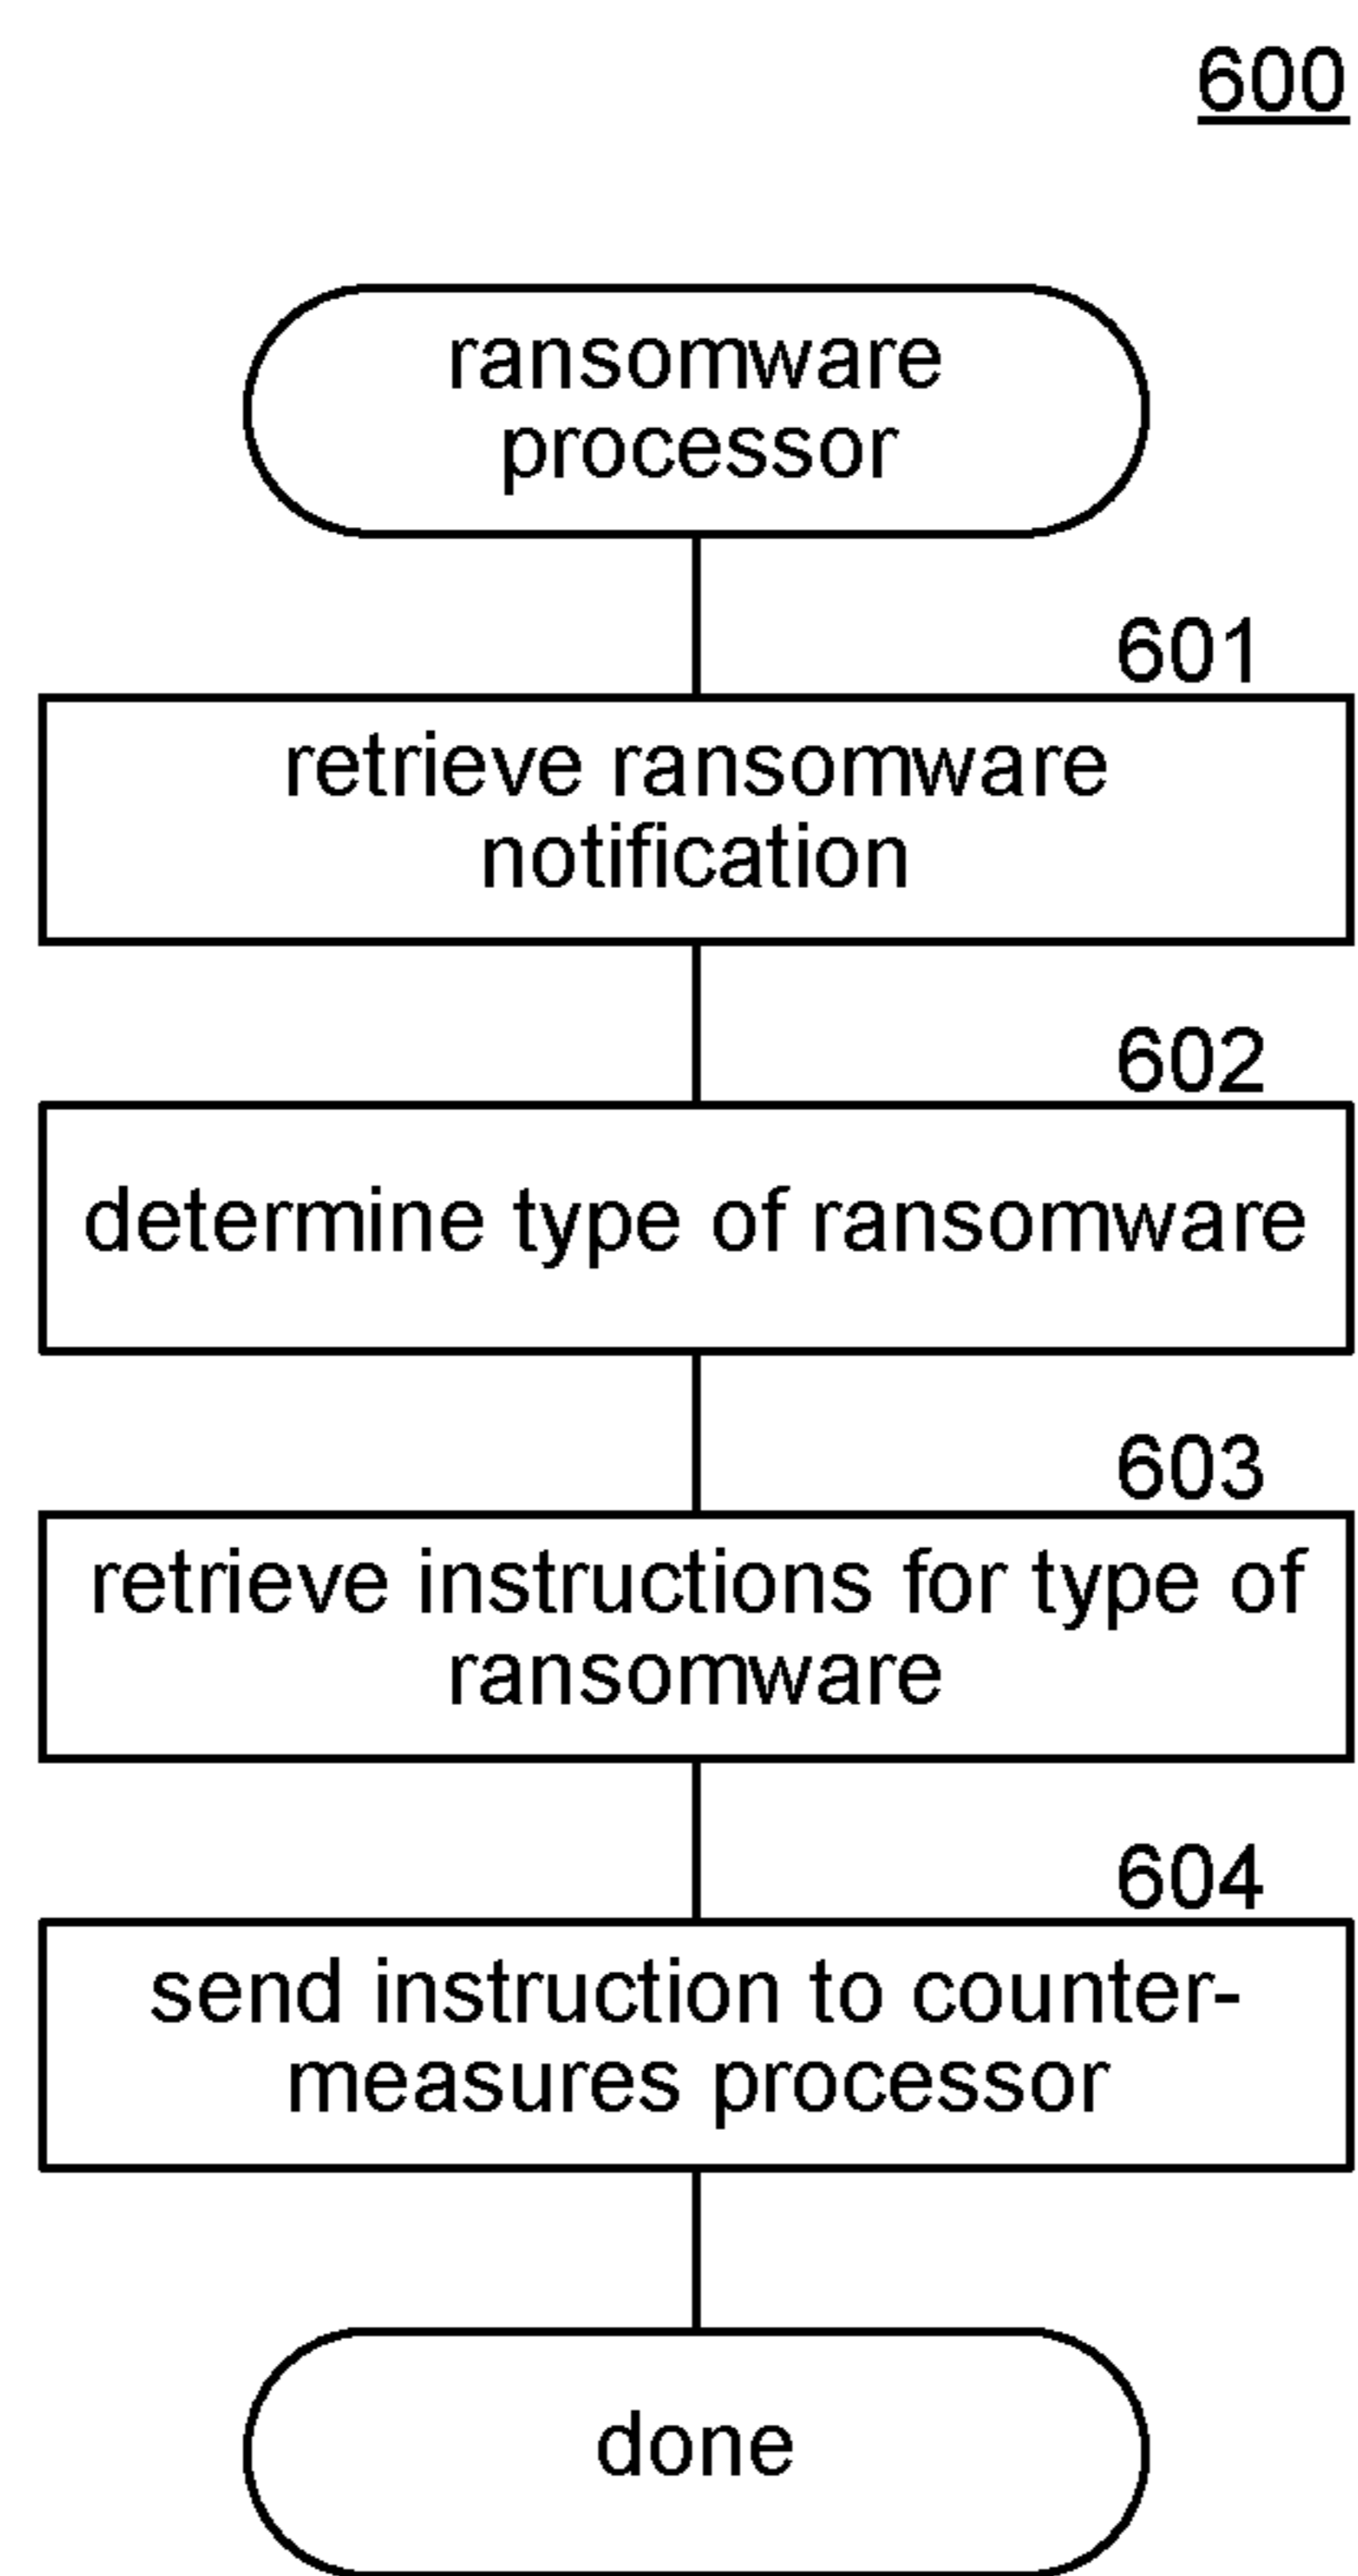 600
ransomware
processor
601
retrieve ransomware
notification
602
determine type of ransomware
603
retrieve instructions for type of
ransomware
604
send instruction to counter-
measures processor
done